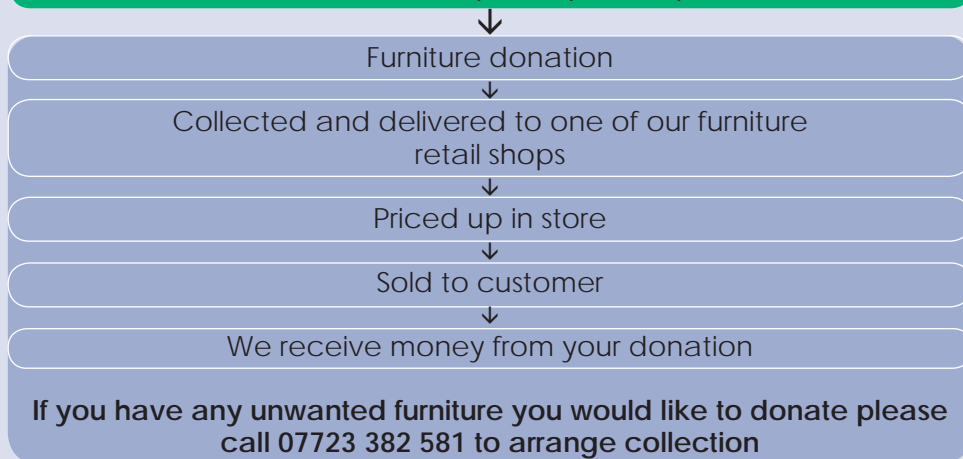 Furniture donation
Collected and delivered to one of our furniture
retail shops
Priced up in store
Sold to customer
We receive money from your donation
If you have any unwanted furniture you would like to donate please
call 07723 382 581 to arrange collection